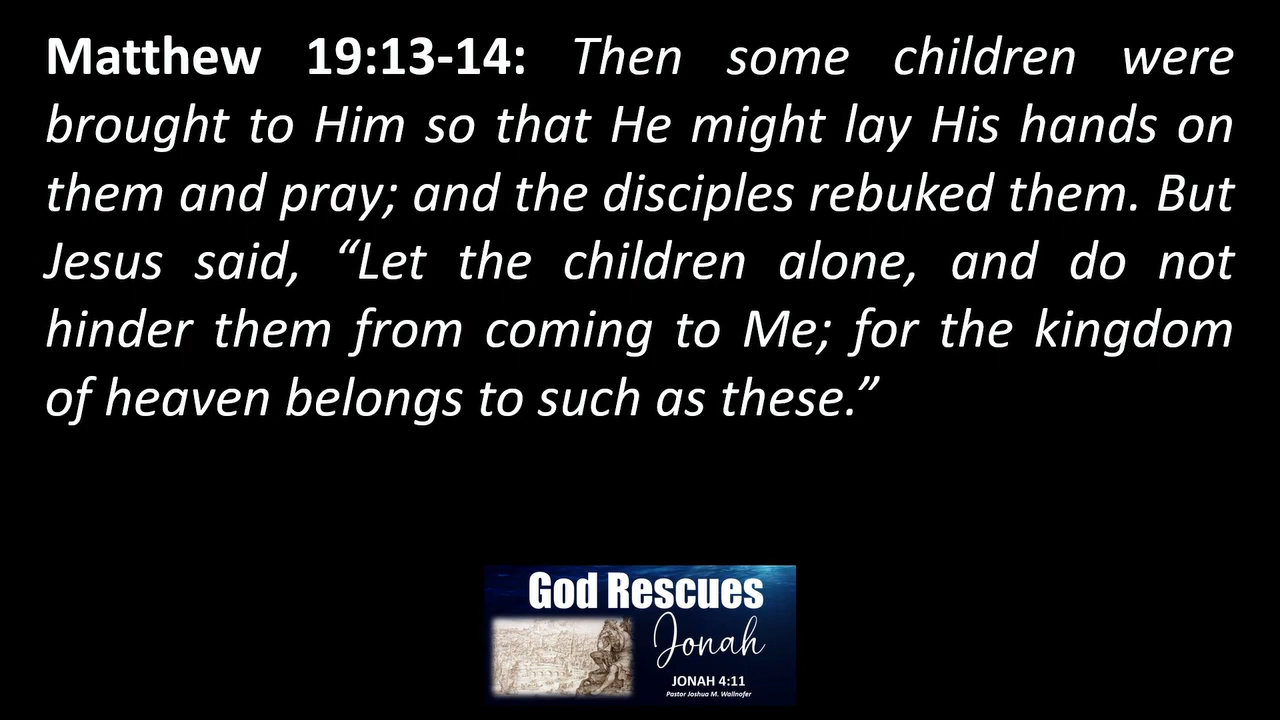 Matthew 19:13-14: Then some children were
brought to Him so that He might lay His hands on
them and pray; and the disciples rebuked them. But
Jesus said, “Let the children alone, and do not
hinder them from coming to Me; for the kingdom
of heaven belongs to such as these.”
God Rescues
Jonah
JONAH 4:11
Pastor Joshua M. Wallnofer